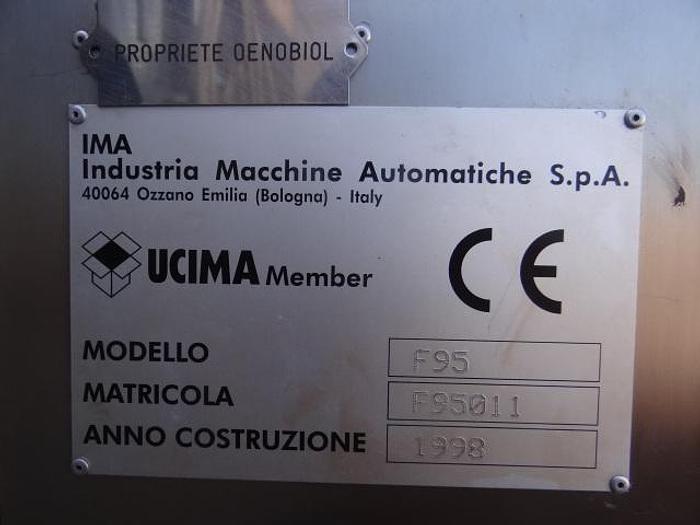 PROPRIETE OENOBIOL
IMA
Industria Macchine Automatiche S.p.A.
40064 Ozzano Emilia (Bologna) - Italy
UCIMA Member CE
MODELLO F95
MATRICOLA F95011
ANNO COSTRUZIONE 1998